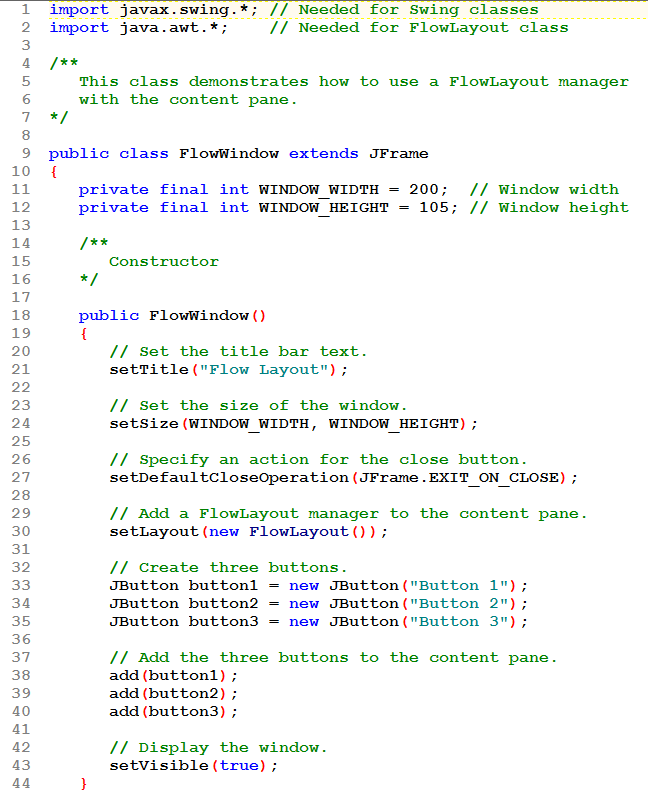 1 import javax.swing.*; // Needed for Swing classes
2 import java.awt.*;    // Needed for FlowLayout class
3
4 /**
5    This class demonstrates how to use a FlowLayout manager
6    with the content pane.
7 */
8
9 public class FlowWindow extends JFrame
10 {
11    private final int WINDOW_WIDTH = 200;  // Window width
12    private final int WINDOW_HEIGHT = 105; // Window height
13
14    /**
15       Constructor
16    */
17
18    public FlowWindow()
19    {
20       // Set the title bar text.
21       setTitle("Flow Layout");
22
23       // Set the size of the window.
24       setSize(WINDOW_WIDTH, WINDOW_HEIGHT);
25
26       // Specify an action for the close button.
27       setDefaultCloseOperation(JFrame.EXIT_ON_CLOSE);
28
29       // Add a FlowLayout manager to the content pane.
30       setLayout(new FlowLayout());
31
32       // Create three buttons.
33       JButton button1 = new JButton("Button 1");
34       JButton button2 = new JButton("Button 2");
35       JButton button3 = new JButton("Button 3");
36
37       // Add the three buttons to the content pane.
38       add(button1);
39       add(button2);
40       add(button3);
41
42       // Display the window.
43       setVisible(true);
44    }